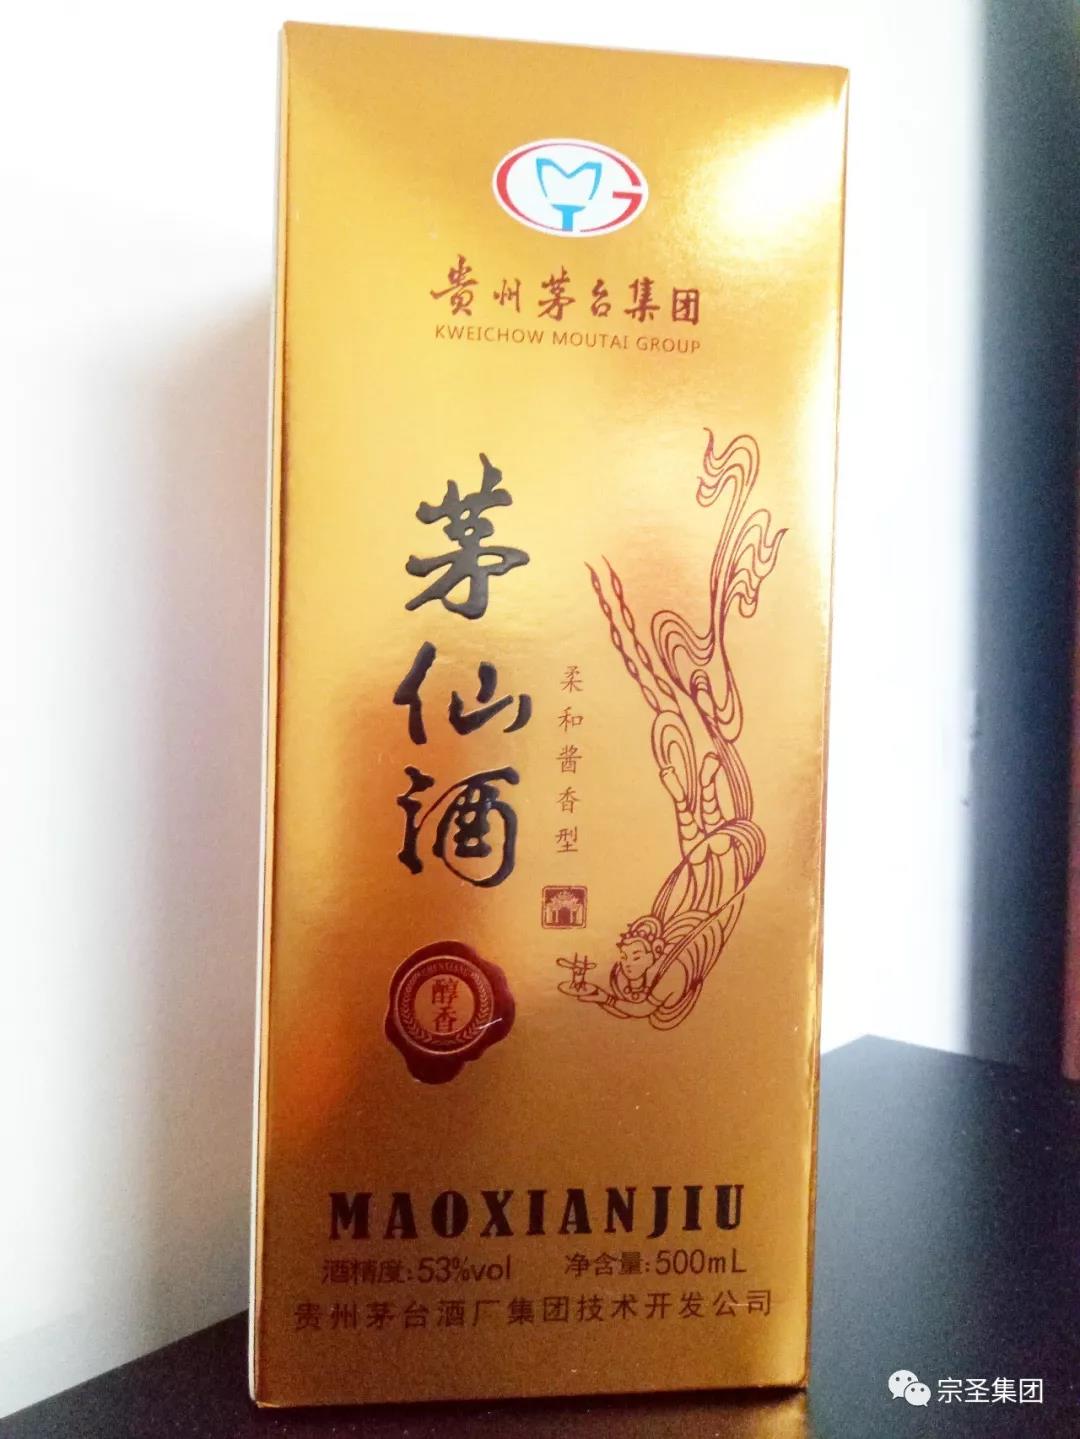 贵州茅台集团
KWEICHOW MOUTAI GROUP
茅仙酒
柔和酱香型
醇香
MAOXIANJIU
酒精度:53%vol 净含量:500mL
贵州茅台酒厂集团技术开发公司
宗圣集团